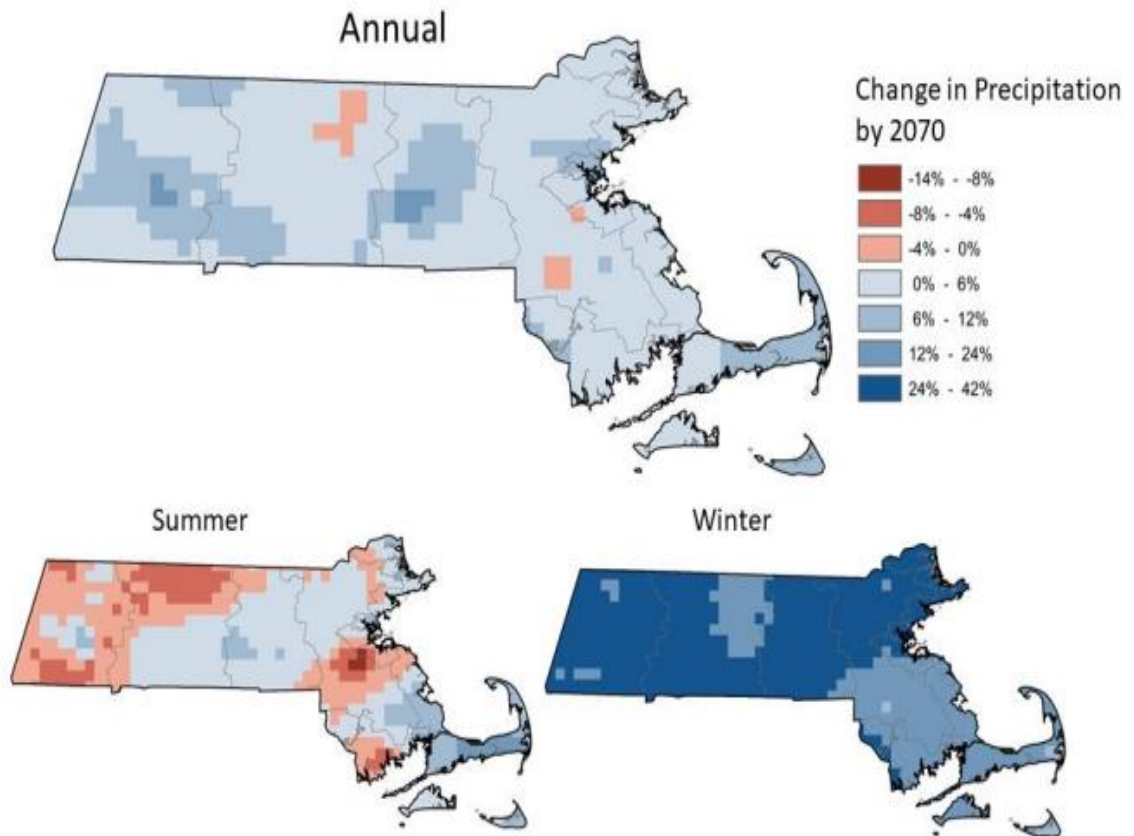 Annual
Change in Precipitation
by 2070
-14% - -8%
-8% - -4%
-4% - 0%
0% - 6%
6% - 12%
12% - 24%
24% - 42%
Summer
Winter